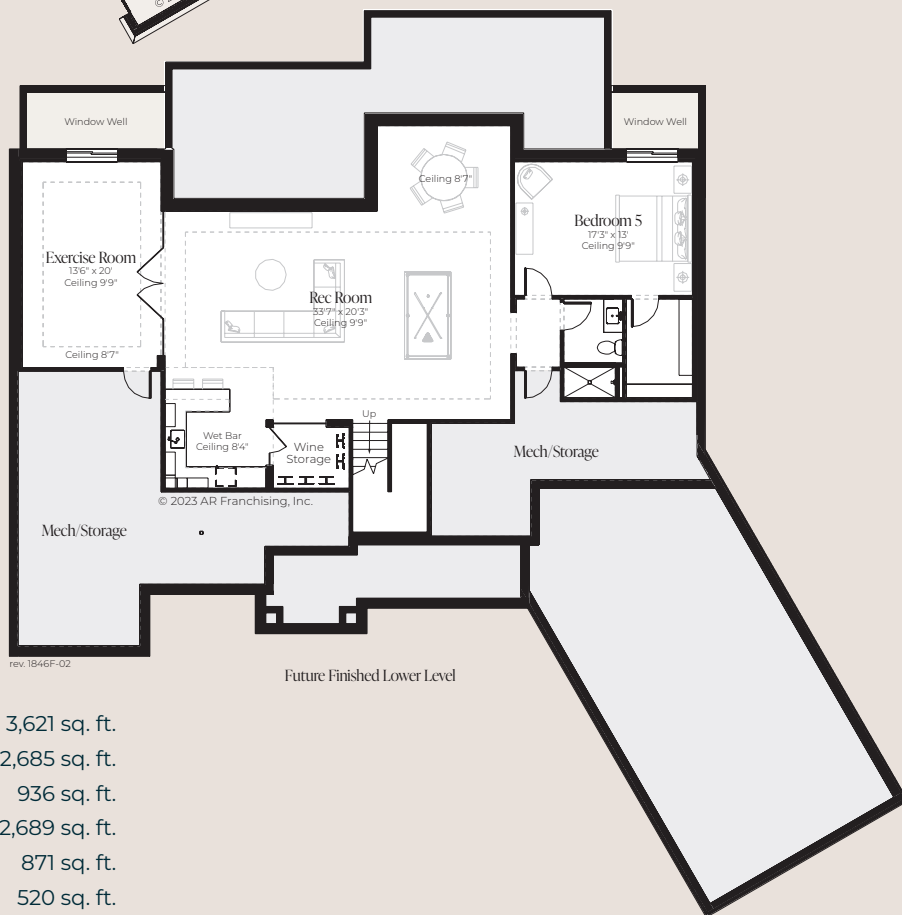 Window Well
Window Well
Ceiling 8'7"
Bedroom 5
17'3" x 13'
Ceiling 9'9"
Exercise Room
13'6" x 20'
Ceiling 9'9"
Rec Room
33'7" x 20'3"
Ceiling 9'9"
Ceiling 8'7"
Up
Wet Bar
Ceiling 8'4"
Wine
Storage
Mech/Storage
© 2023 AR Franchising, Inc.
Mech/Storage
rev. 1846F-02
Future Finished Lower Level
3,621 sq. ft.
2,685 sq. ft.
936 sq. ft.
2,689 sq. ft.
871 sq. ft.
520 sq. ft.